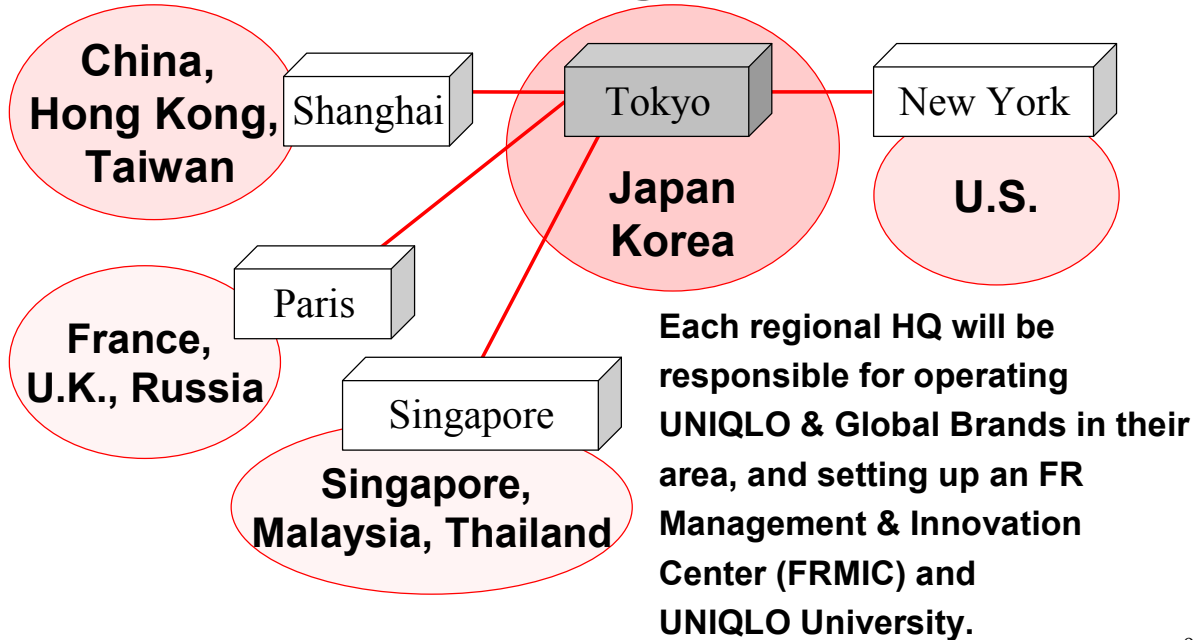 China,
Hong Kong,
Taiwan
Shanghai
Tokyo
Japan
Korea
New York
U.S.
Paris
France,
U.K., Russia
Singapore
Singapore,
Malaysia, Thailand
Each regional HQ will be
responsible for operating
UNIQLO & Global Brands in their
area, and setting up an FR
Management & Innovation
Center (FRMIC) and
UNIQLO University.